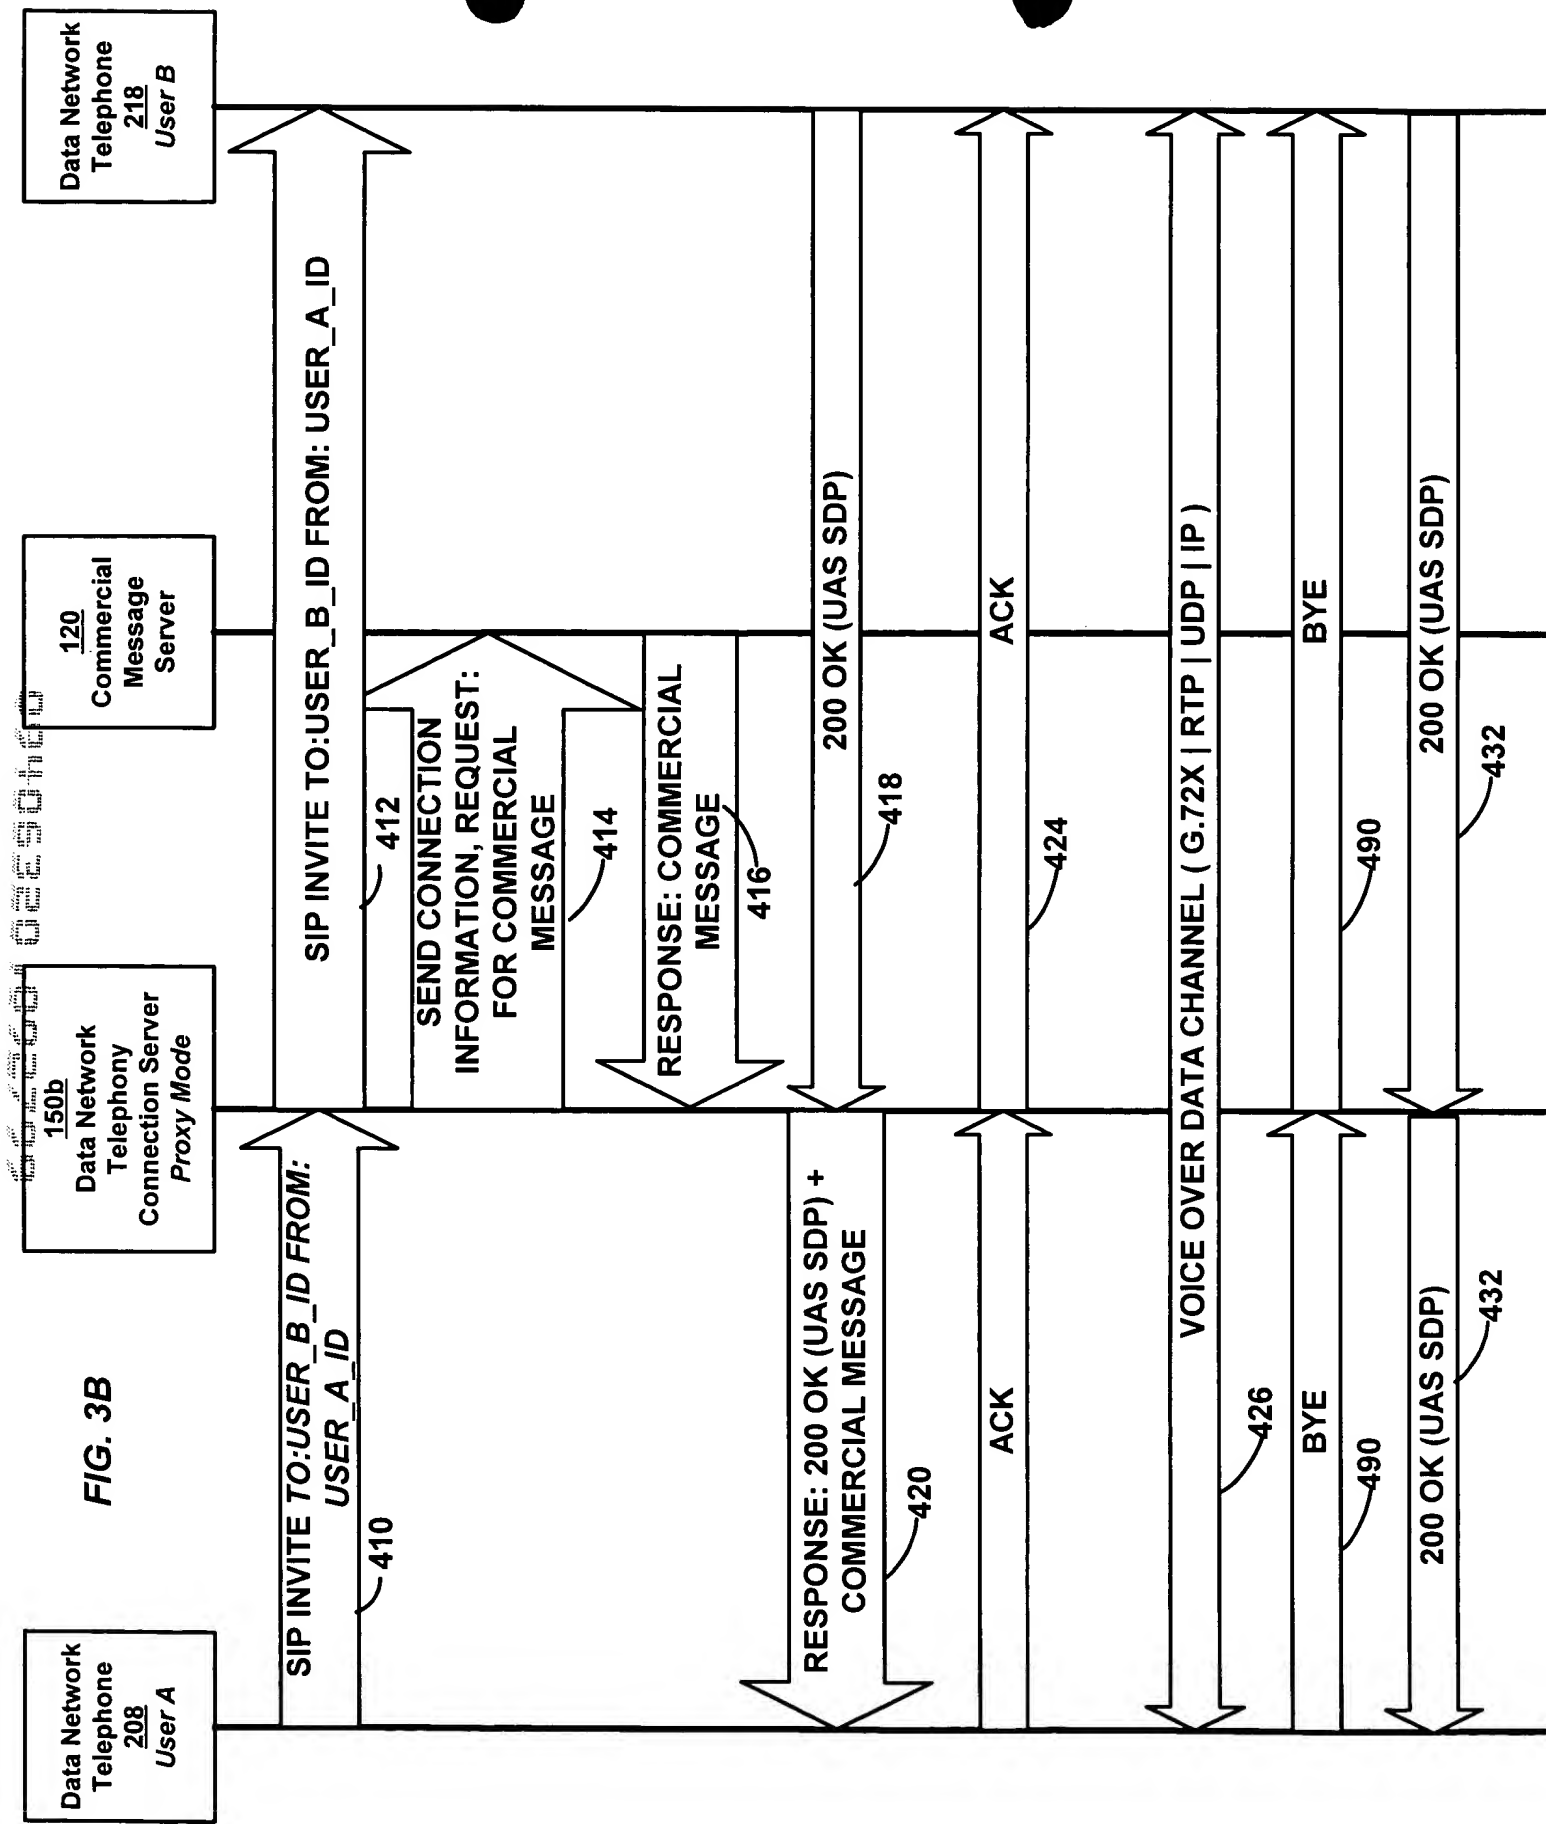 FIG. 3B
Data Network
Telephone
208
User A
150b
Data Network
Telephony
Connection Server
Proxy Mode
120
Commercial
Message
Server
Data Network
Telephone
218
User B
SIP INVITE TO:USER_B_ID FROM:
USER_A_ID
410
SIP INVITE TO:USER_B_ID FROM: USER_A_ID
412
SEND CONNECTION
INFORMATION, REQUEST:
FOR COMMERCIAL
MESSAGE
414
RESPONSE: COMMERCIAL
MESSAGE
416
200 OK (UAS SDP)
418
RESPONSE: 200 OK (UAS SDP) +
COMMERCIAL MESSAGE
420
ACK
ACK
424
VOICE OVER DATA CHANNEL ( G.72X | RTP | UDP | IP )
426
BYE
490
BYE
490
200 OK (UAS SDP)
432
200 OK (UAS SDP)
432